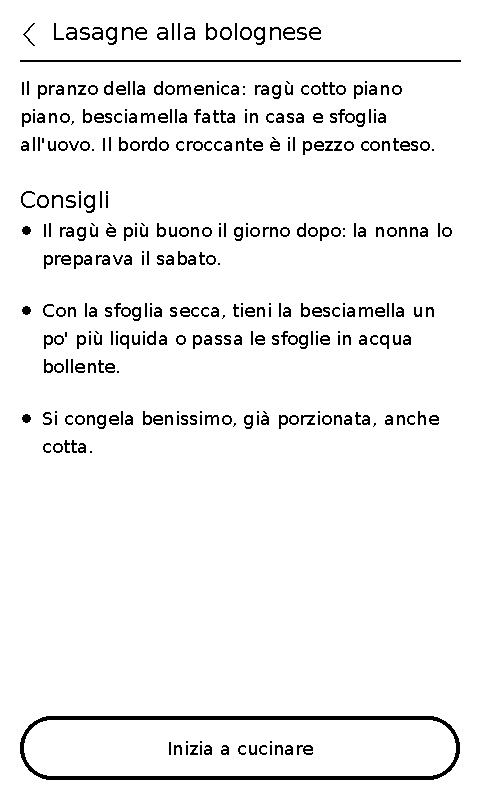 Lasagne alla bolognese
Il pranzo della domenica: ragù cotto piano
piano, besciamella fatta in casa e sfoglia
all'uovo. Il bordo croccante è il pezzo conteso.
Consigli
• Il ragù è più buono il giorno dopo: la nonna lo
preparava il sabato.
• Con la sfoglia secca, tieni la besciamella un
po' più liquida o passa le sfoglie in acqua
bollente.
• Si congela benissimo, già porzionata, anche
cotta.
Inizia a cucinare